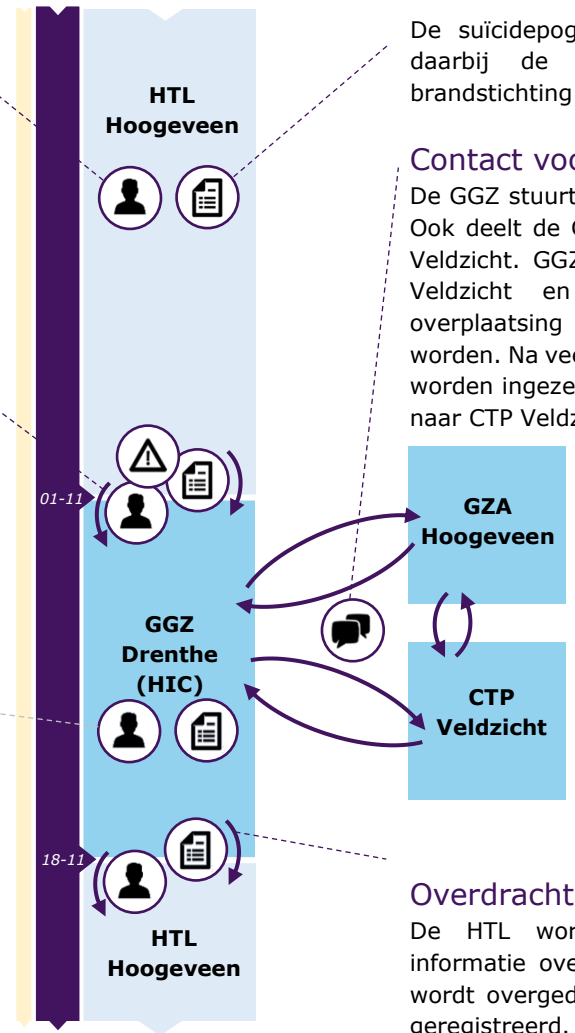 De suïcidepog
daarbij de
brandstichting
HTL
Hoogeveen
Contact voo
De GGZ stuurt
Ook deelt de
Veldzicht. GGZ
Veldzicht en
overplaatsing
worden. Na vee
worden ingeze
naar CTP Veldz
01-11
GZA
Hoogeveen
GGZ
Drenthe
(HIC)
CTP
Veldzicht
18-11
HTL
Hoogeveen
Overdracht
De HTL wor
informatie ove
wordt overged
geregistreerd.